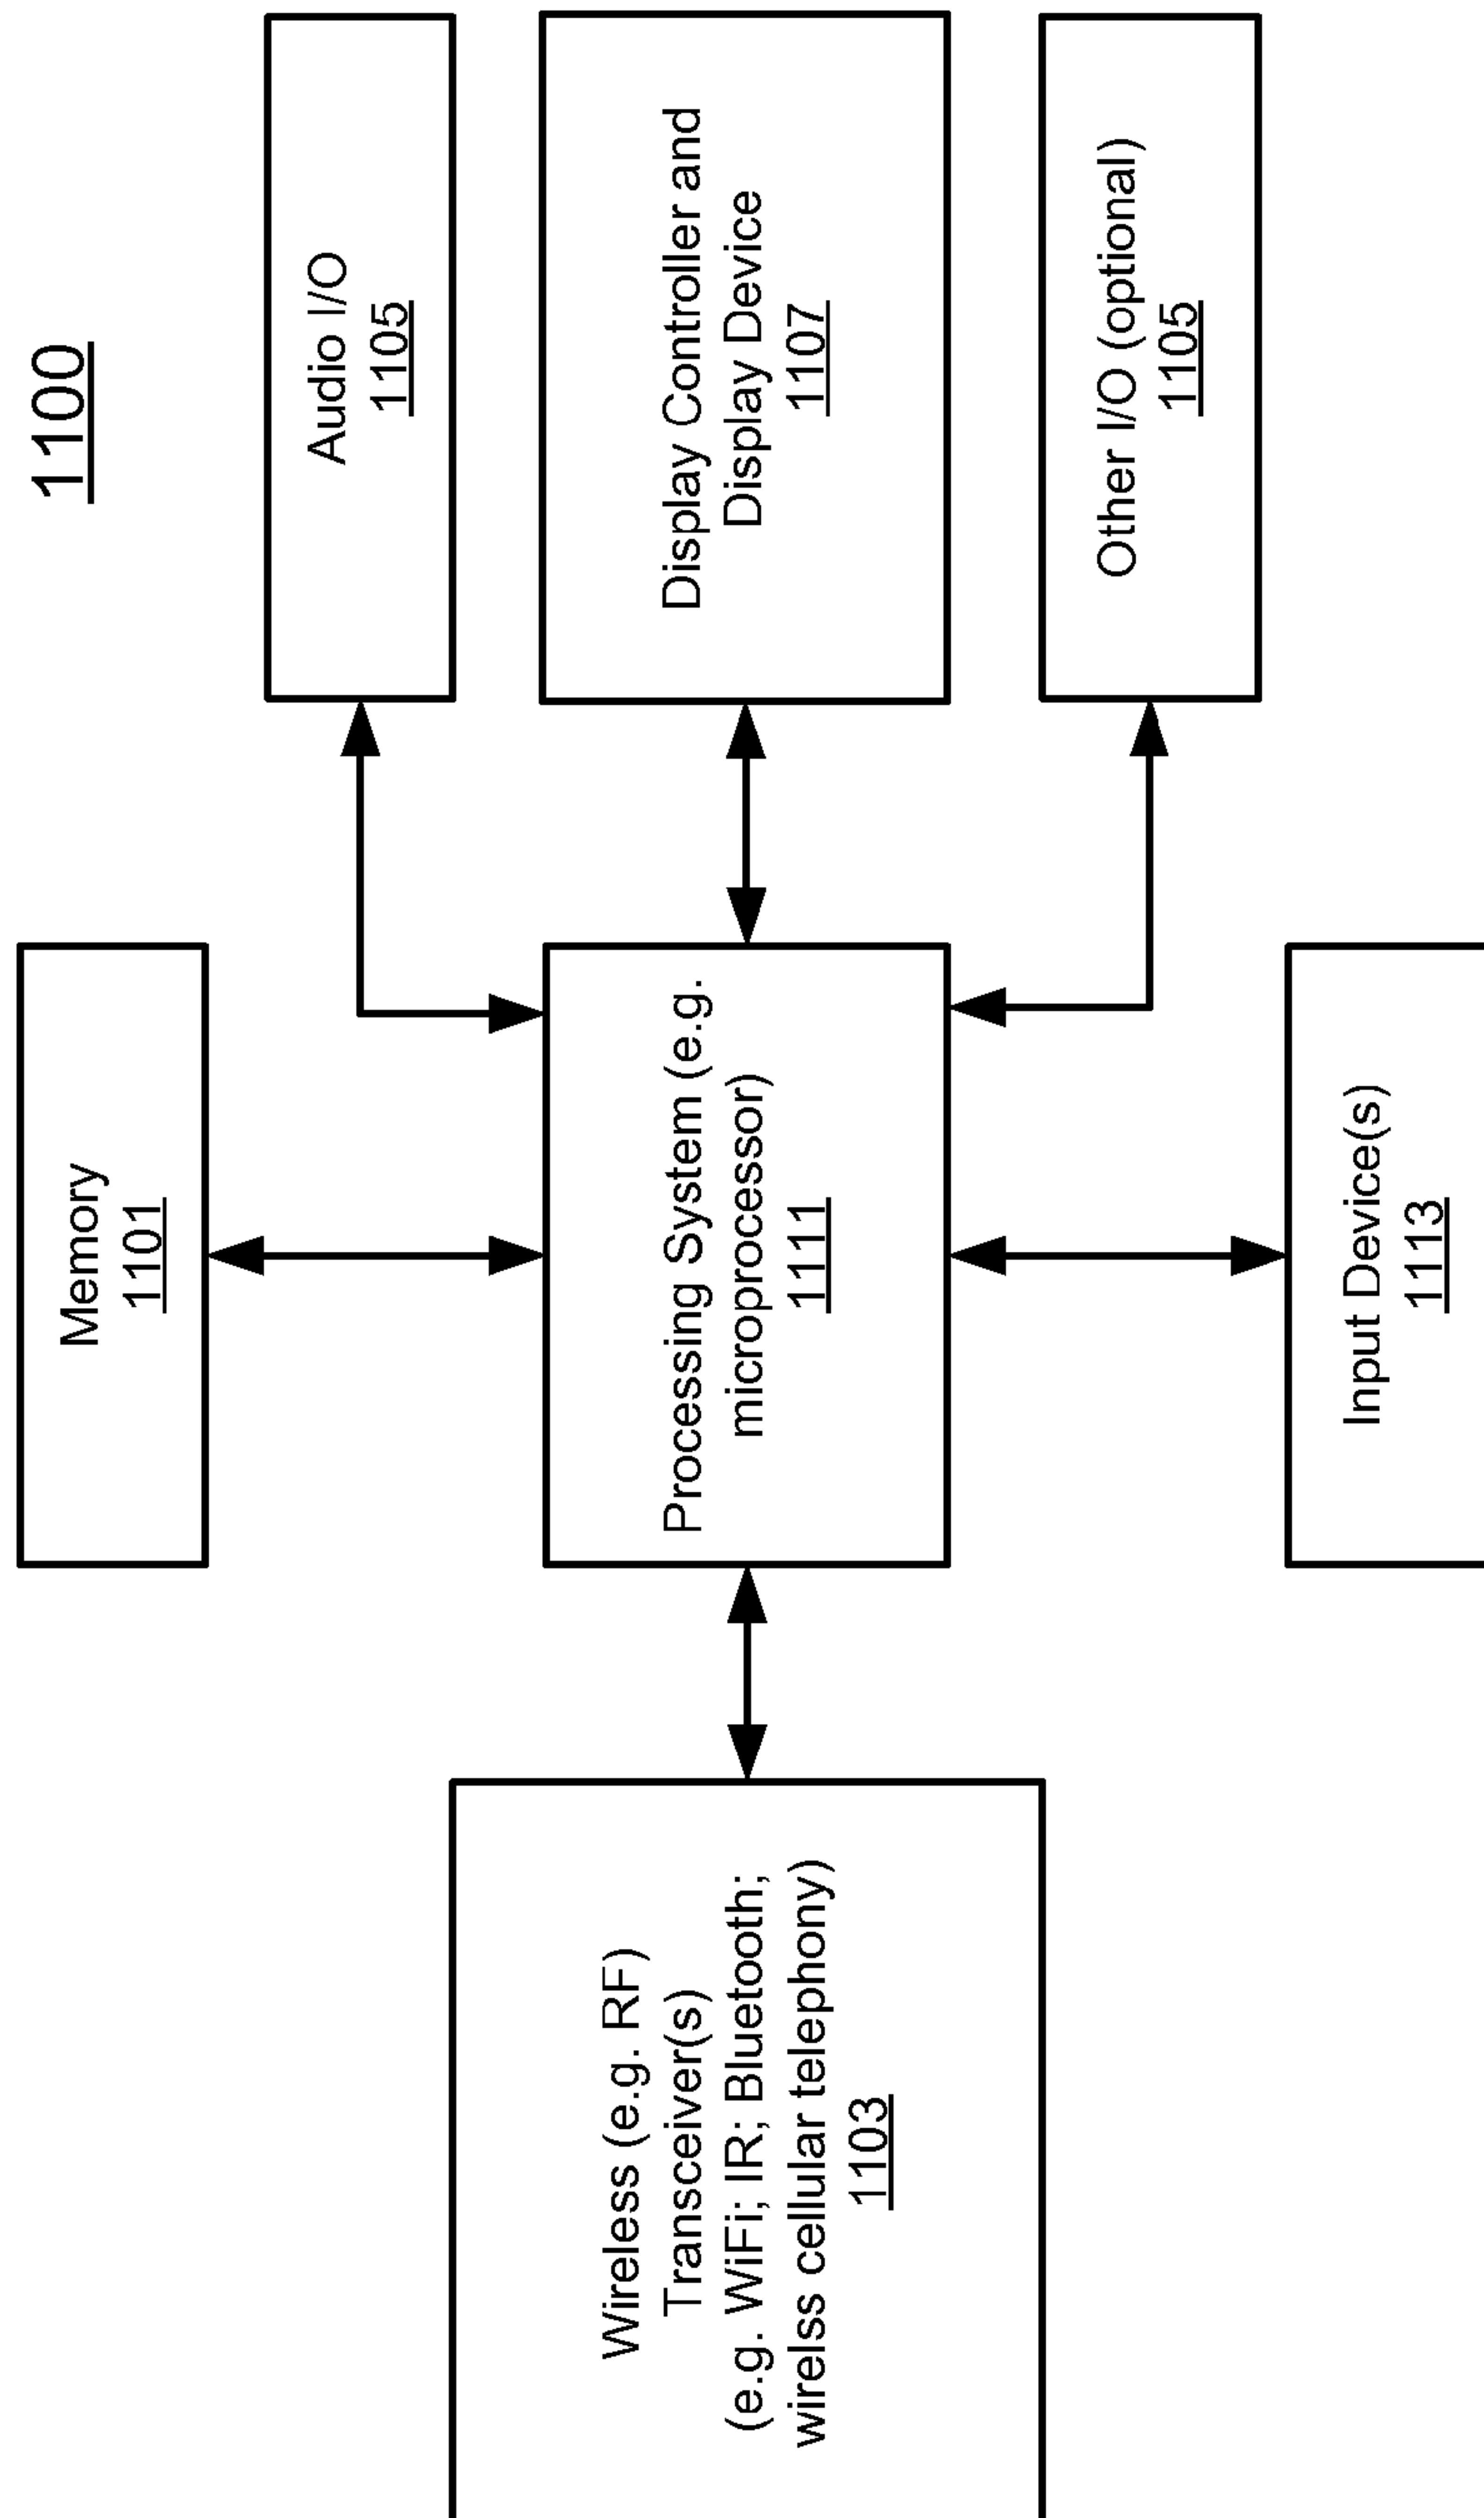 1100
Memory
1101
Audio I/O
1105
Wireless (e.g. RF)
Transceiver(s)
(e.g. WiFi; IR; Bluetooth;
wirelss cellular telephony)
1103
Processing System (e.g.
microprocessor)
1111
Display Controller and
Display Device
1107
Other I/O (optional)
1105
Input Device(s)
1113